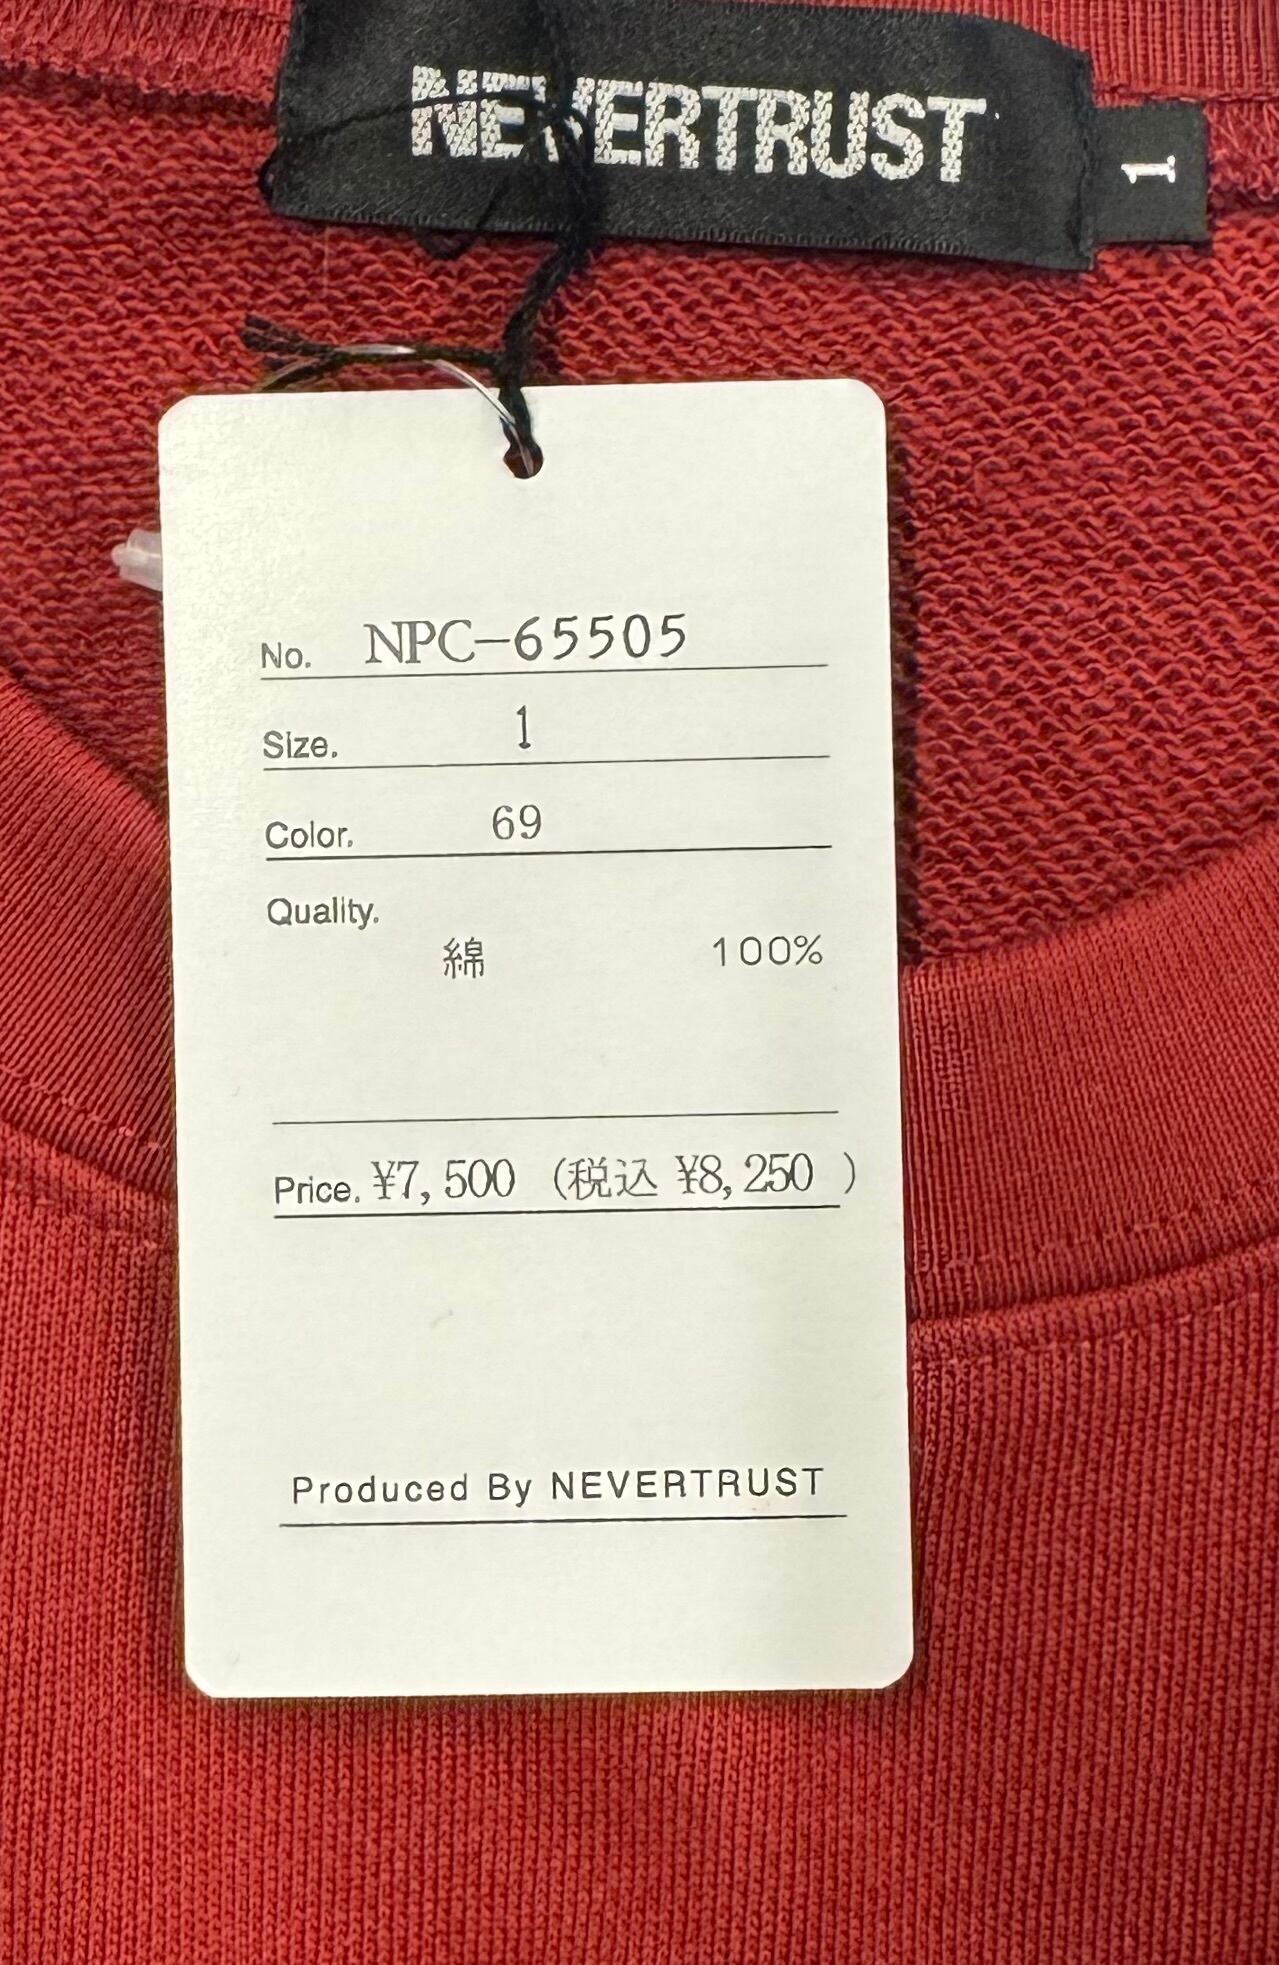 NEVERTRUST
1
No. NPC-65505
Size. 1
Color. 69
Quality.
綿 100%
Price. ¥7,500 (税込 ¥8,250 )
Produced By NEVERTRUST